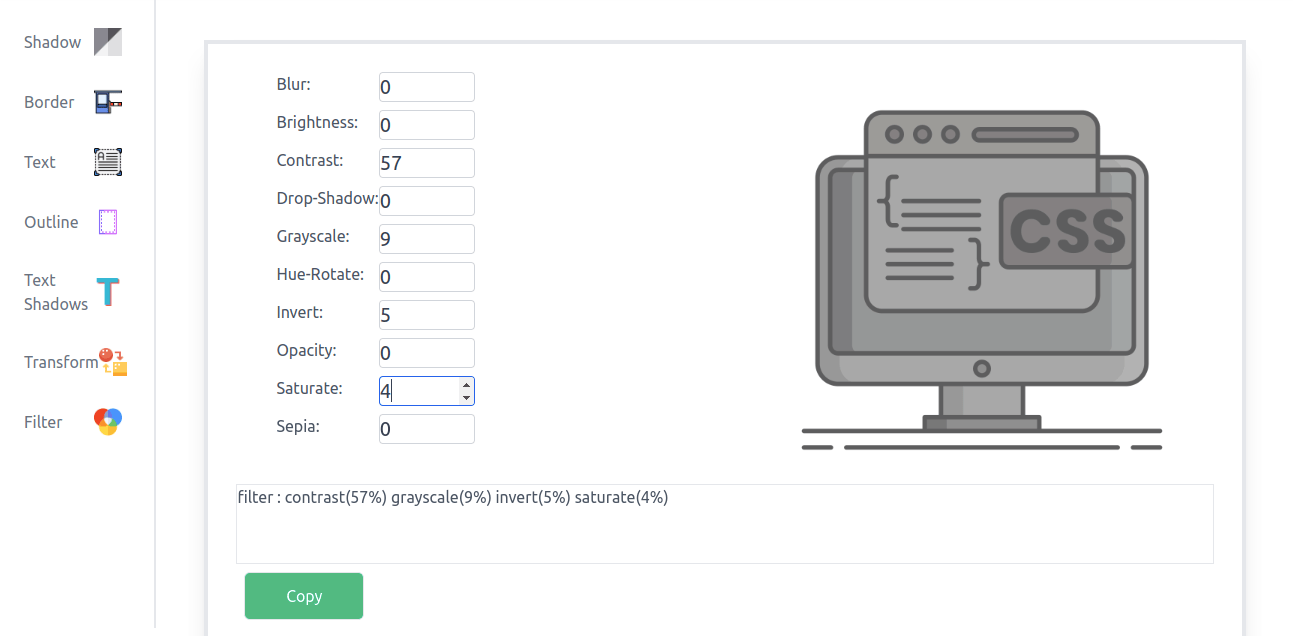 Shadow
Border
Text
Outline
Text
Shadows
Transform
Filter
Blur: 0
Brightness: 0
Contrast: 57
Drop-Shadow: 0
Grayscale: 9
Hue-Rotate: 0
Invert: 5
Opacity: 0
Saturate: 4
Sepia: 0
{
}
CSS
filter : contrast(57%) grayscale(9%) invert(5%) saturate(4%)
Copy